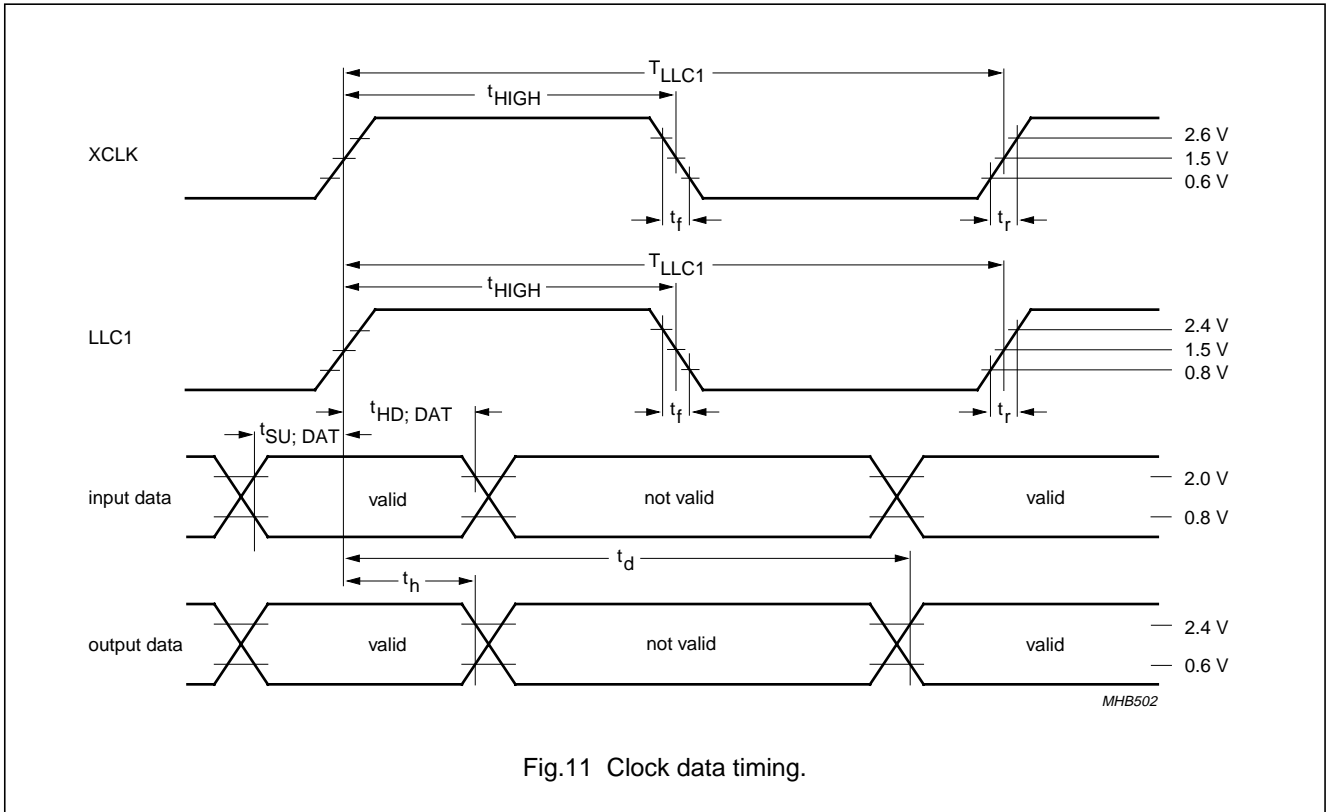 T_LLC1
t_HIGH
XCLK
2.6 V
1.5 V
0.6 V
t_f
t_r
T_LLC1
t_HIGH
LLC1
2.4 V
1.5 V
0.8 V
t_f
t_r
t_HD; DAT
t_SU; DAT
input data
valid
not valid
valid
2.0 V
0.8 V
t_d
t_h
output data
valid
not valid
valid
2.4 V
0.6 V
MHB502
Fig.11 Clock data timing.